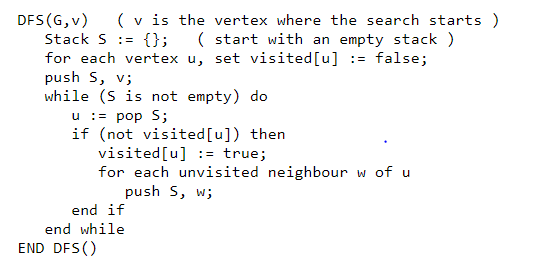 DFS(G,v)   ( v is the vertex where the search starts )
   Stack S := {};   ( start with an empty stack )
   for each vertex u, set visited[u] := false;
   push S, v;
   while (S is not empty) do
      u := pop S;
      if (not visited[u]) then
         visited[u] := true;
         for each unvisited neighbour w of u
            push S, w;
      end if
   end while
END DFS()